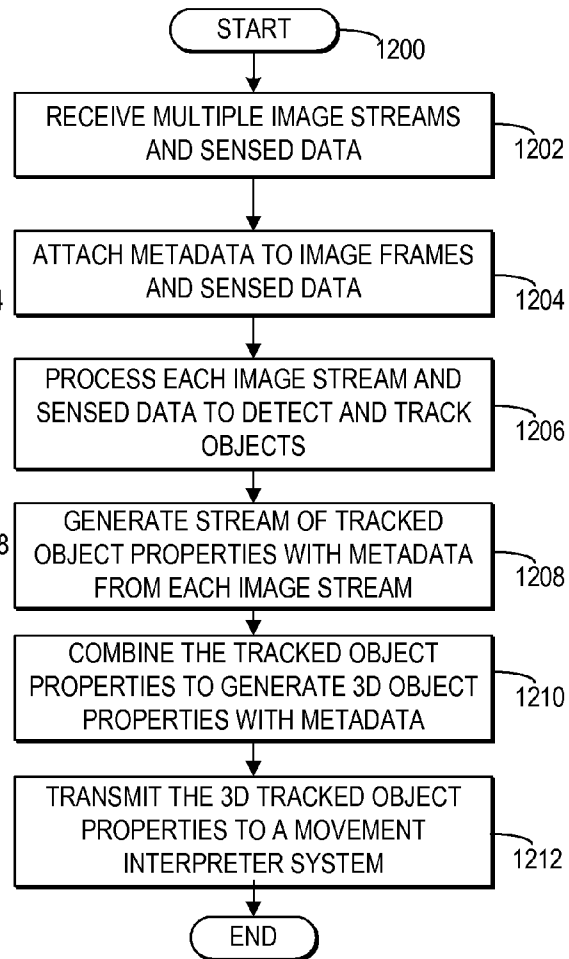 START
1200
RECEIVE MULTIPLE IMAGE STREAMS
AND SENSED DATA
1202
ATTACH METADATA TO IMAGE FRAMES
AND SENSED DATA
4
1204
PROCESS EACH IMAGE STREAM AND
SENSED DATA TO DETECT AND TRACK
OBJECTS
1206
GENERATE STREAM OF TRACKED
OBJECT PROPERTIES WITH METADATA
FROM EACH IMAGE STREAM
8
1208
COMBINE THE TRACKED OBJECT
PROPERTIES TO GENERATE 3D OBJECT
PROPERTIES WITH METADATA
1210
TRANSMIT THE 3D TRACKED OBJECT
PROPERTIES TO A MOVEMENT
INTERPRETER SYSTEM
1212
END